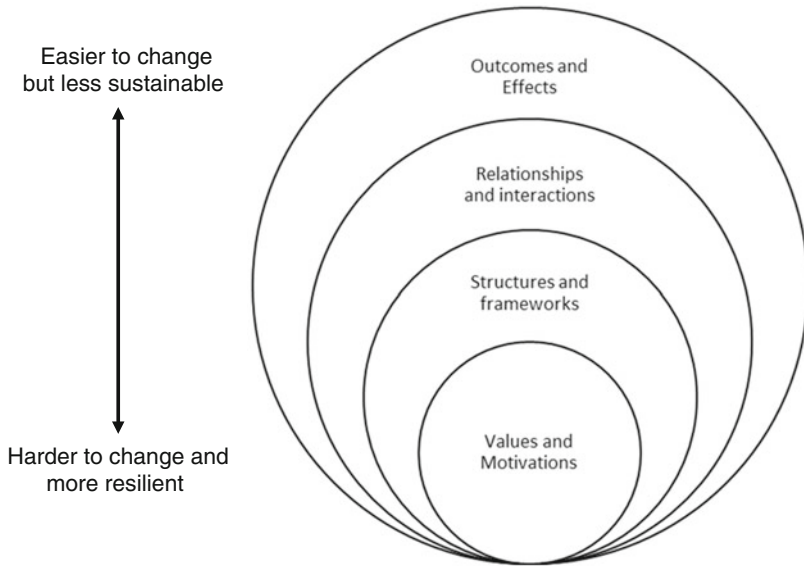 Easier to change
but less sustainable
Harder to change and
more resilient
Outcomes and
Effects
Relationships
and interactions
Structures and
frameworks
Values and
Motivations